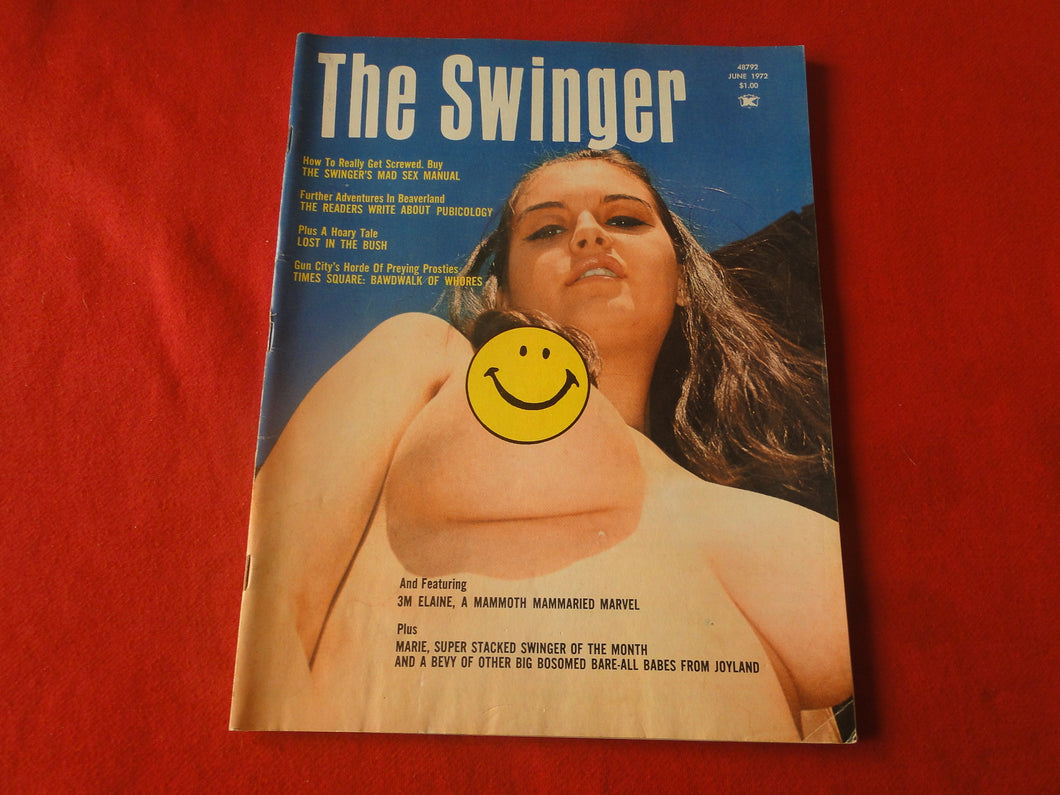 The Swinger
48792
JUNE 1972
$1.00
How To Really Get Screwed. Buy
THE SWINGER'S MAD SEX MANUAL
Further Adventures In Beaverland
THE READERS WRITE ABOUT PUBICOLOGY
Plus A Hoary Tale
LOST IN THE BUSH
Gun City's Horde Of Preying Prosties:
TIMES SQUARE: BAWDWALK OF WHORES
And Featuring
3M ELAINE, A MAMMOTH MAMMARIED MARVEL
Plus
MARIE, SUPER STACKED SWINGER OF THE MONTH
AND A BEVY OF OTHER BIG BOSOMED BARE-ALL BABES FROM JOYLAND